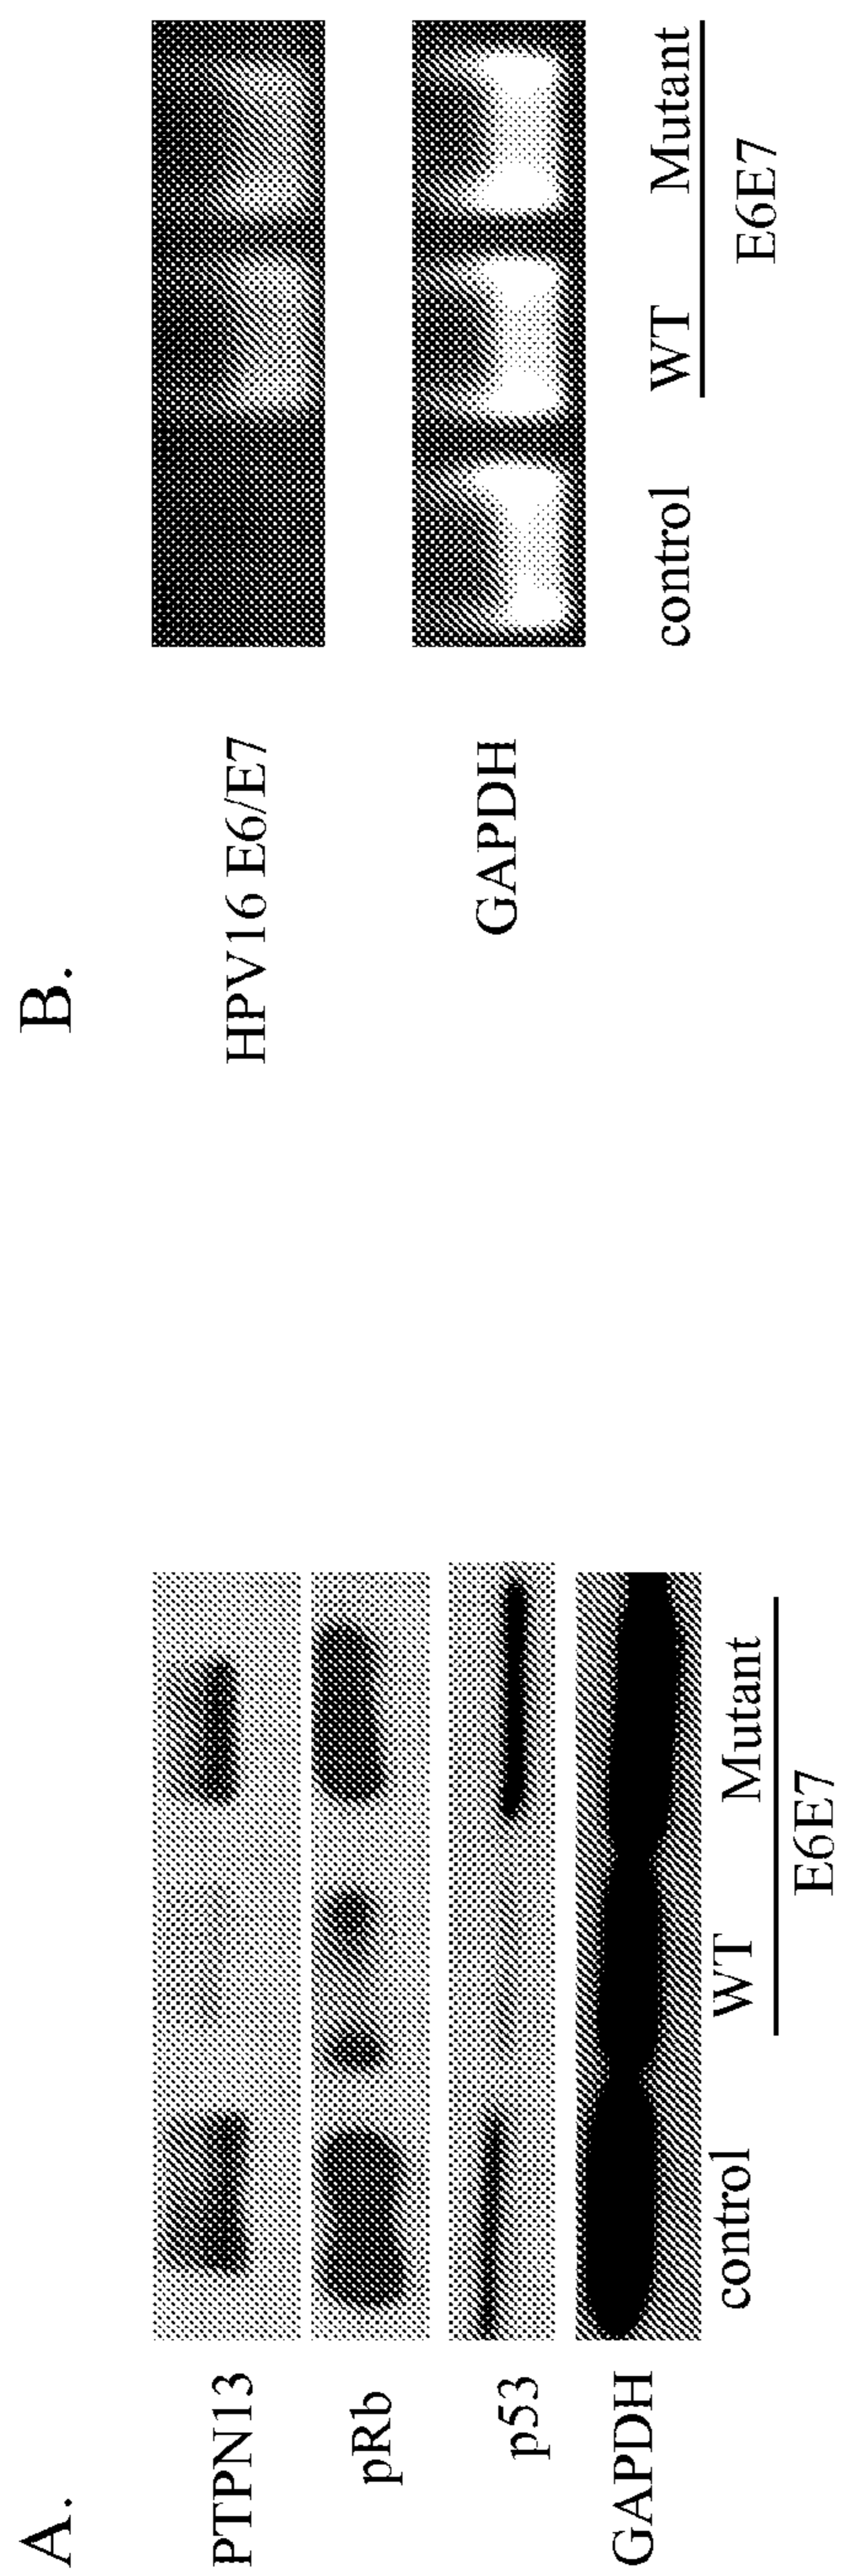 A.
PTPN13
pRb
p53
GAPDH
control WT Mutant
E6E7
B.
HPV16 E6/E7
GAPDH
control WT Mutant
E6E7